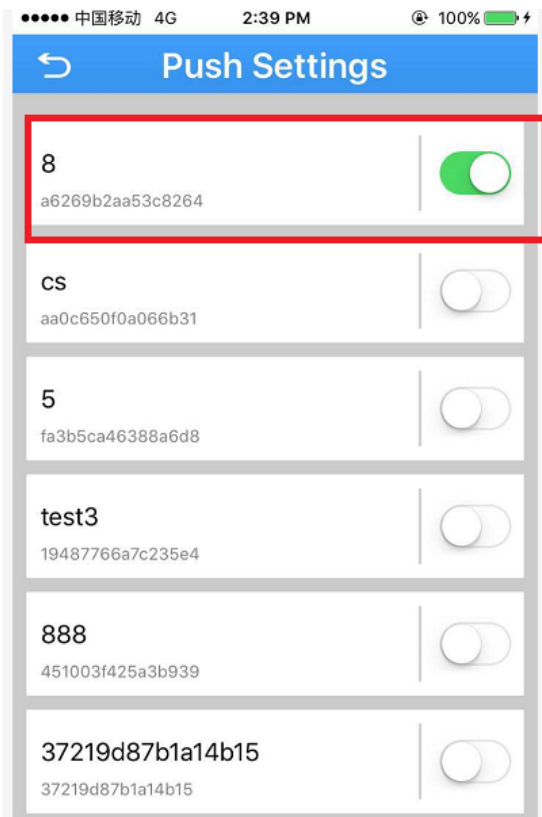 中国移动 4G 2:39 PM 100%
Push Settings
8
a6269b2aa53c8264
cs
aa0c650f0a066b31
5
fa3b5ca46388a6d8
test3
19487766a7c235e4
888
451003f425a3b939
37219d87b1a14b15
37219d87b1a14b15